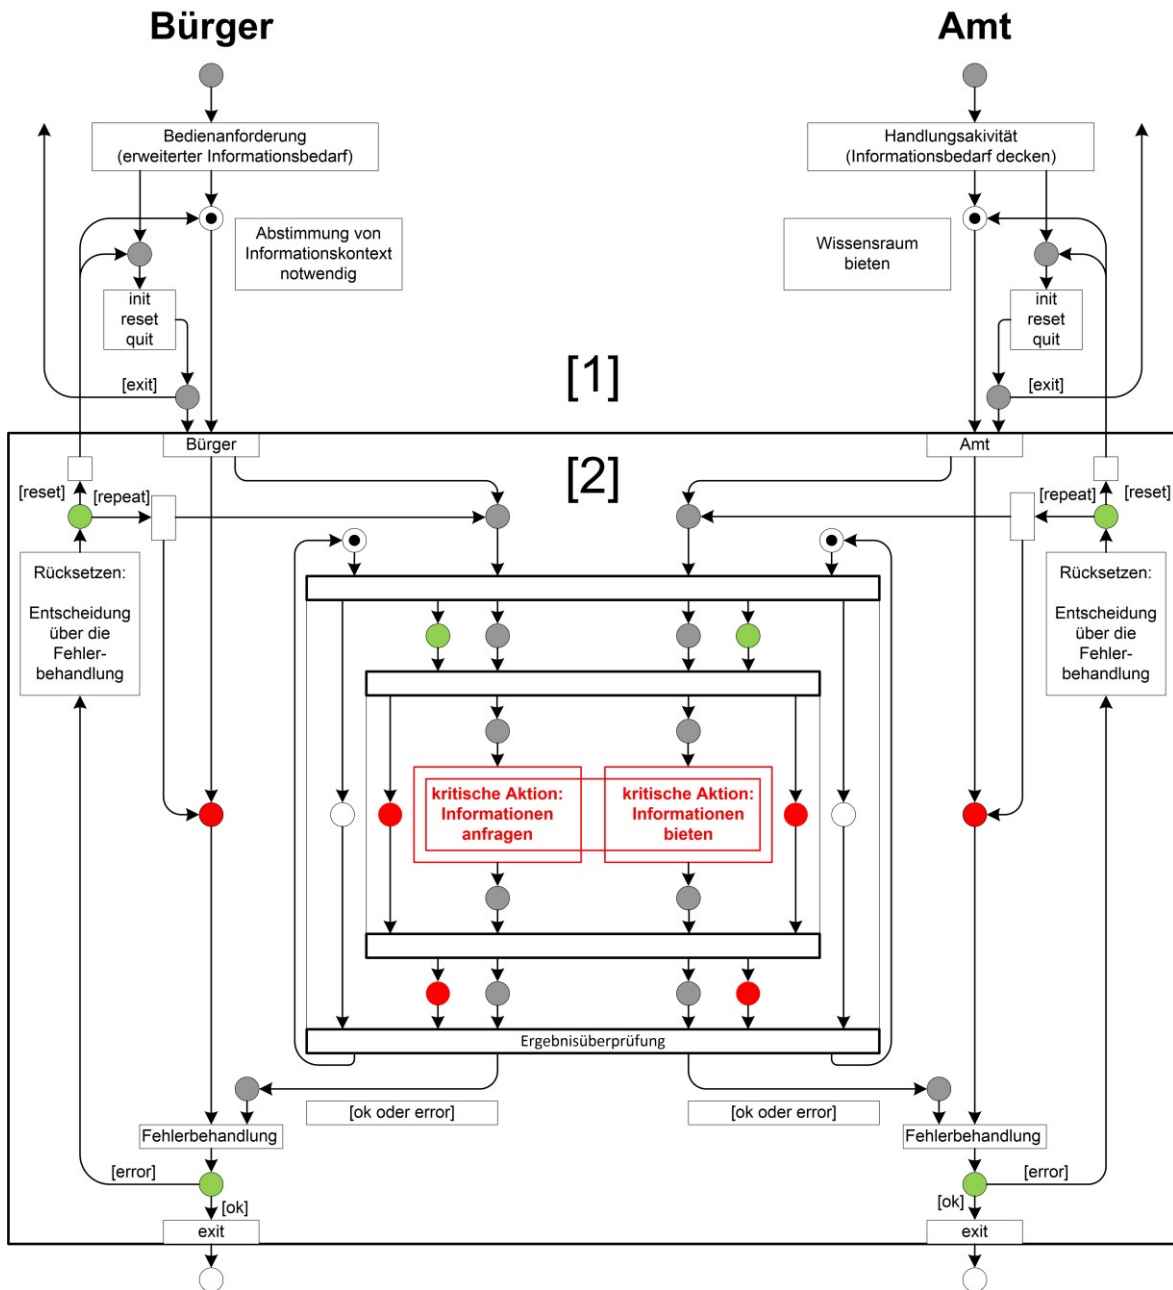 Bürger
Amt
Bedienanforderung
(erweiterter Informationsbedarf)
Handlungsakivität
(Informationsbedarf decken)
Abstimmung von
Informationskontext
notwendig
Wissensraum
bieten
init
reset
quit
init
reset
quit
[exit]
[1]
[exit]
Bürger
Amt
[2]
[reset]
[repeat]
[repeat]
[reset]
Rücksetzen:
Entscheidung
über die
Fehler-
behandlung
Rücksetzen:
Entscheidung
über die
Fehler-
behandlung
kritische Aktion:
Informationen
anfragen
kritische Aktion:
Informationen
bieten
Ergebnisüberprüfung
[ok oder error]
[ok oder error]
Fehlerbehandlung
Fehlerbehandlung
[error]
[ok]
[ok]
[error]
exit
exit